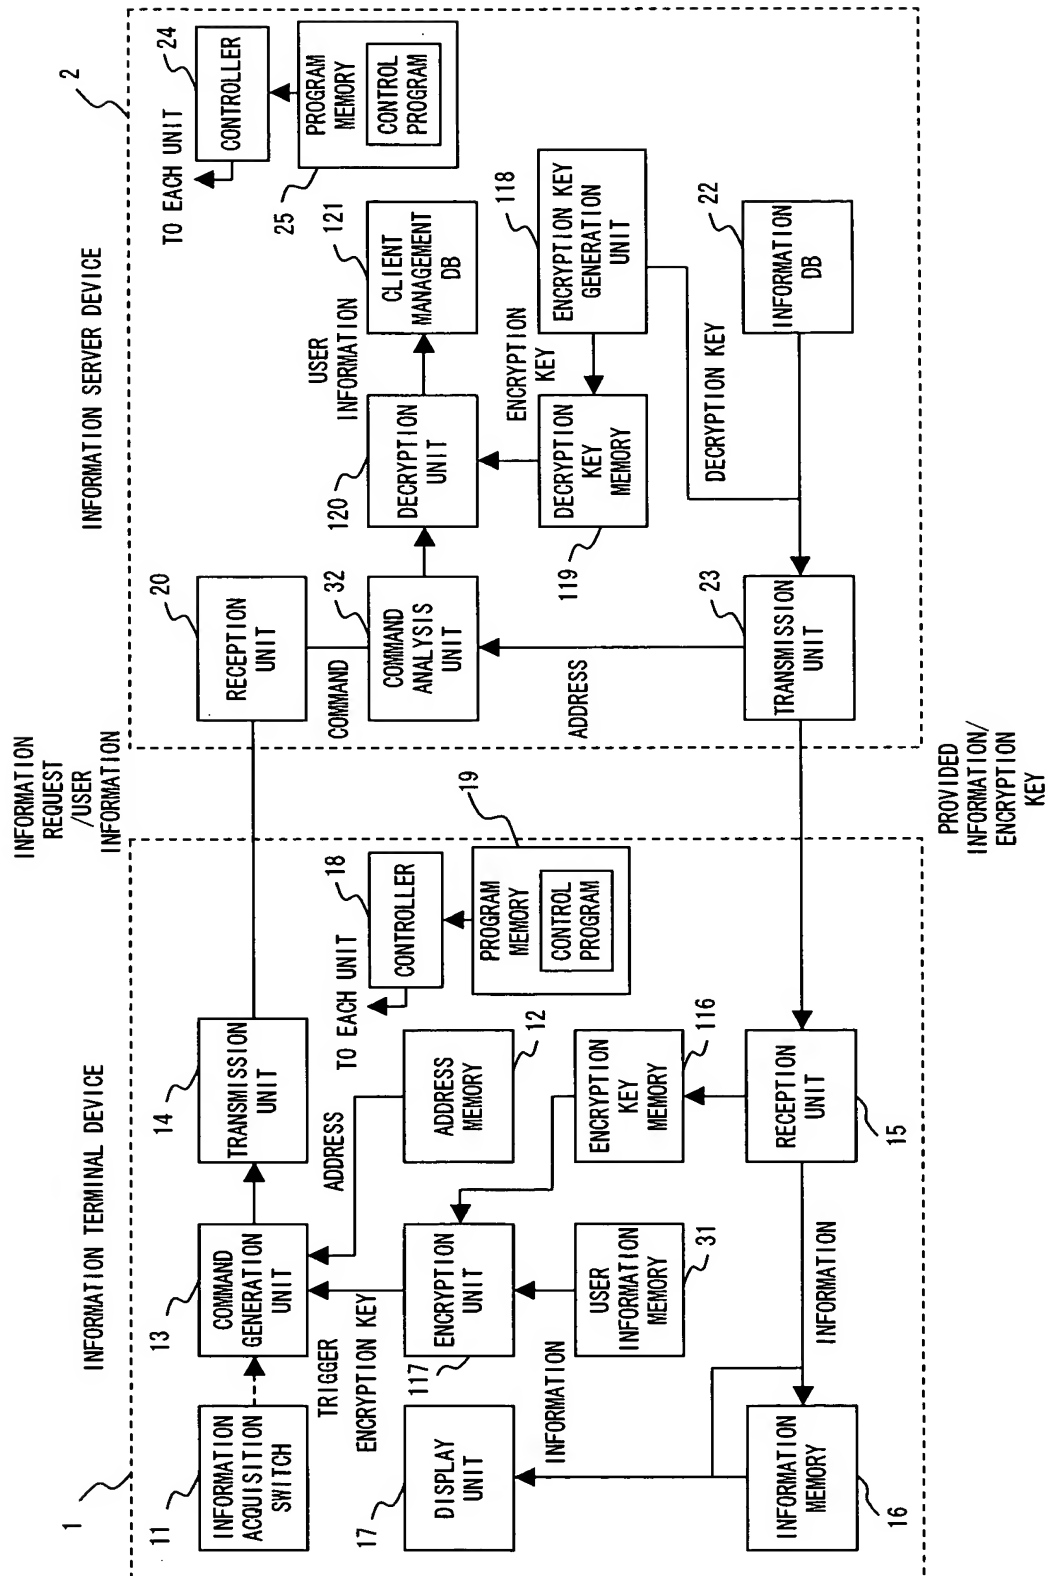 INFORMATION TERMINAL DEVICE
1
11
INFORMATION
ACQUISITION
SWITCH
TRIGGER
13
COMMAND
GENERATION
UNIT
14
TRANSMISSION
UNIT
INFORMATION
REQUEST
/USER
INFORMATION
ENCRYPTION KEY
ADDRESS
17
DISPLAY
UNIT
117
ENCRYPTION
UNIT
12
ADDRESS
MEMORY
TO EACH UNIT
18
CONTROLLER
19
PROGRAM
MEMORY
CONTROL
PROGRAM
INFORMATION
31
USER
INFORMATION
MEMORY
116
ENCRYPTION
KEY
MEMORY
16
INFORMATION
MEMORY
INFORMATION
15
RECEPTION
UNIT
PROVIDED
INFORMATION/
ENCRYPTION
KEY
INFORMATION SERVER DEVICE
2
20
RECEPTION
UNIT
COMMAND
TO EACH UNIT
24
CONTROLLER
25
PROGRAM
MEMORY
CONTROL
PROGRAM
32
COMMAND
ANALYSIS
UNIT
120
DECRYPTION
UNIT
USER
INFORMATION
121
CLIENT
MANAGEMENT
DB
ADDRESS
119
DECRYPTION
KEY
MEMORY
ENCRYPTION
KEY
118
ENCRYPTION KEY
GENERATION
UNIT
DECRYPTION KEY
23
TRANSMISSION
UNIT
22
INFORMATION
DB